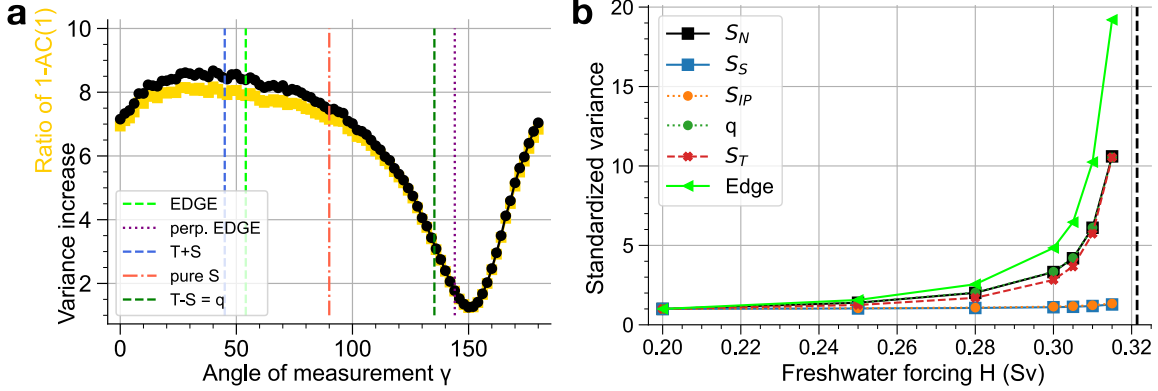 a
Ratio of 1-AC(1)
Variance increase
10
8
6
4
2
EDGE
perp. EDGE
T+S
pure S
T-S = q
0
50
100
150
Angle of measurement γ
b
Standardized variance
20
15
10
5
0
S_N
S_S
S_IP
q
S_T
Edge
0.20
0.22
0.24
0.26
0.28
0.30
0.32
Freshwater forcing H (Sv)